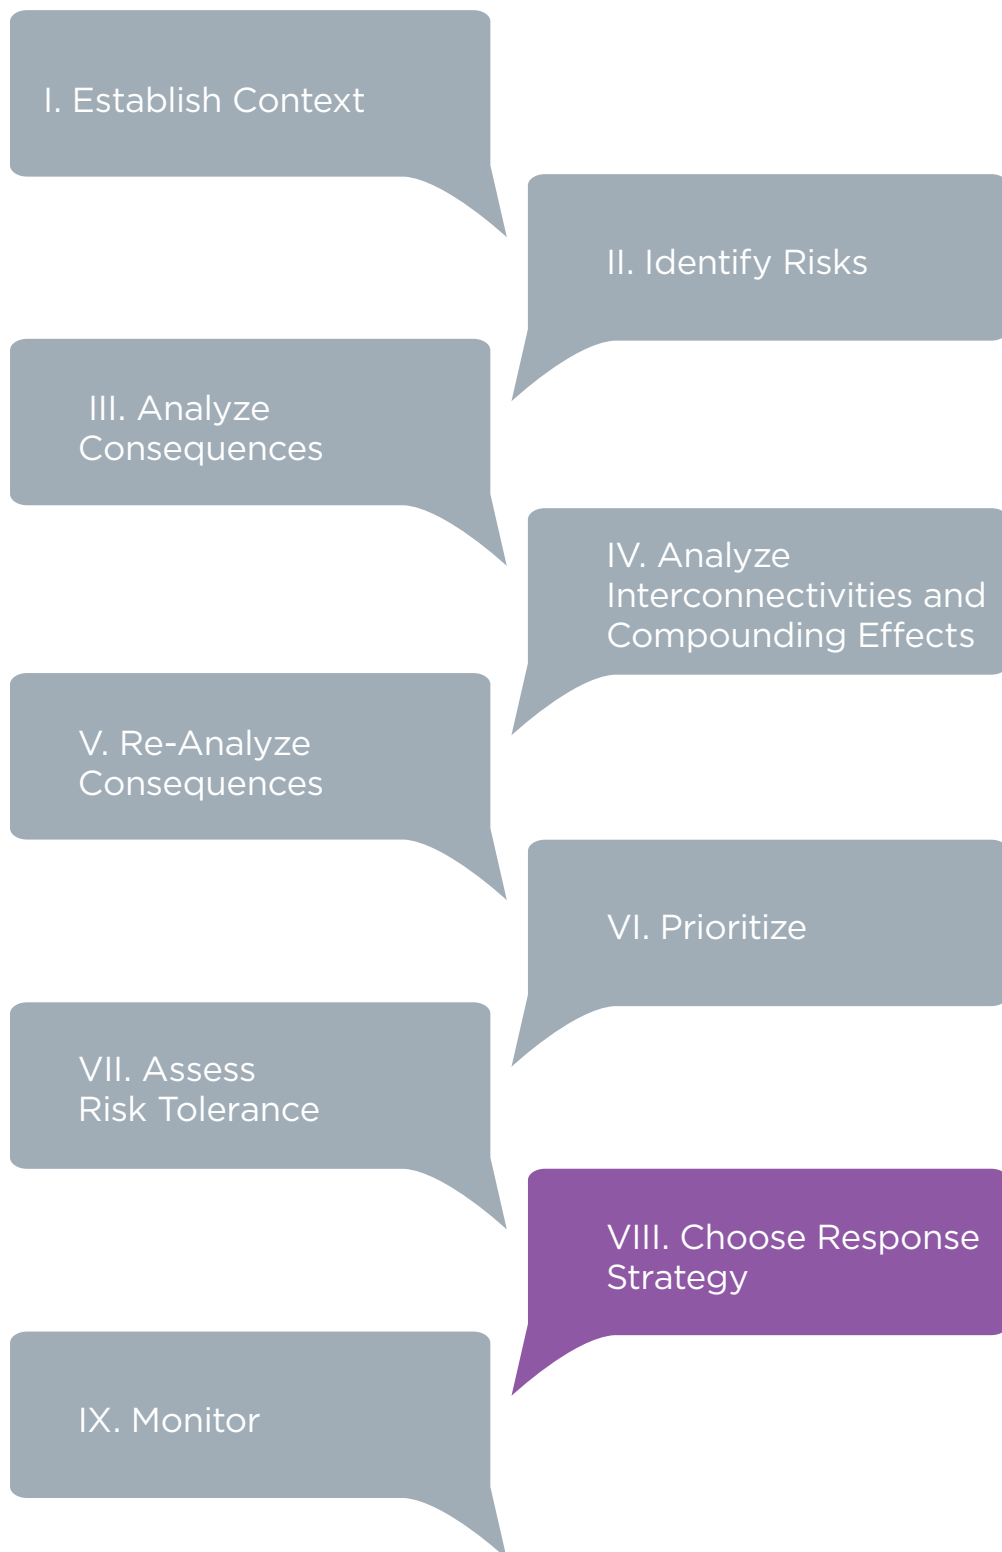 I. Establish Context
II. Identify Risks
III. Analyze
Consequences
IV. Analyze
Interconnectivities and
Compounding Effects
V. Re-Analyze
Consequences
VI. Prioritize
VII. Assess
Risk Tolerance
VIII. Choose Response
Strategy
IX. Monitor